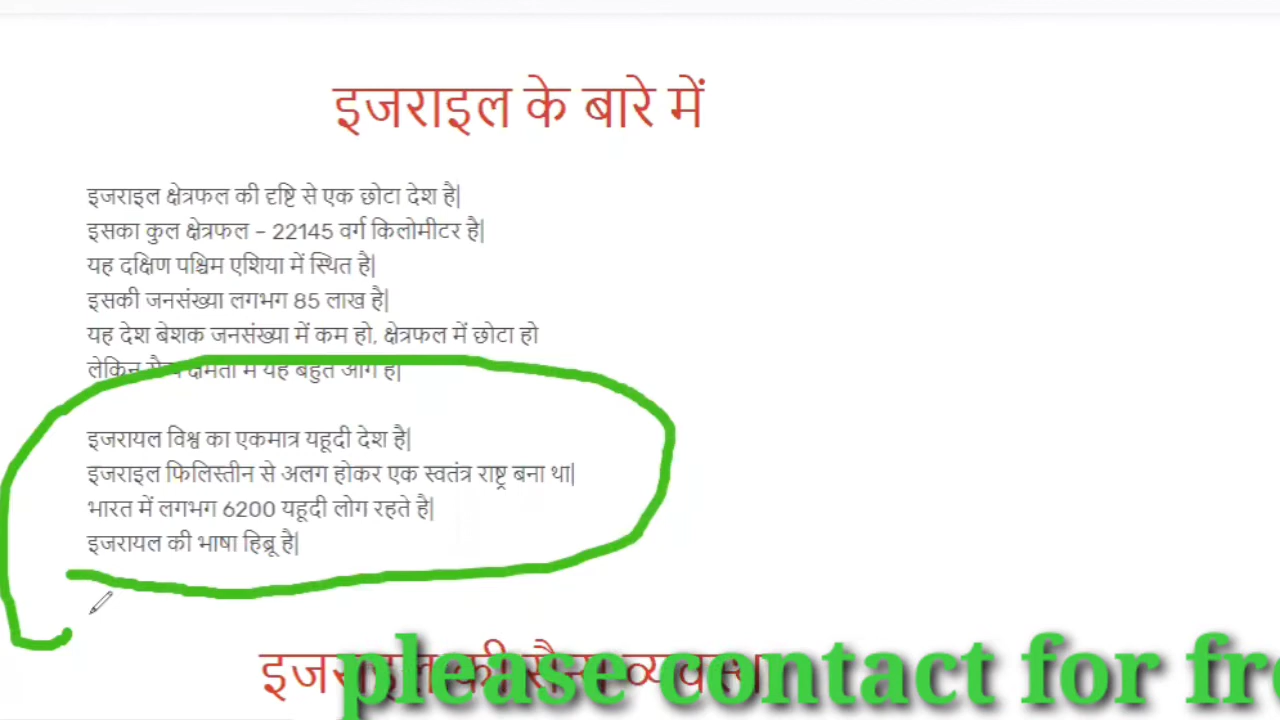 इजराइल के बारे में
इजराइल क्षेत्रफल की दृष्टि से एक छोटा देश है|
इसका कुल क्षेत्रफल – 22145 वर्ग किलोमीटर है|
यह दक्षिण पश्चिम एशिया में स्थित है|
इसकी जनसंख्या लगभग 85 लाख है|
यह देश बेशक जनसंख्या में कम हो, क्षेत्रफल में छोटा हो
लेकिन सैन्य क्षमता में यह बहुत आगे है|
इजरायल विश्व का एकमात्र यहूदी देश है|
इजराइल फिलिस्तीन से अलग होकर एक स्वतंत्र राष्ट्र बना था|
भारत में लगभग 6200 यहूदी लोग रहते है|
इजरायल की भाषा हिब्रू है|
की
please contact for